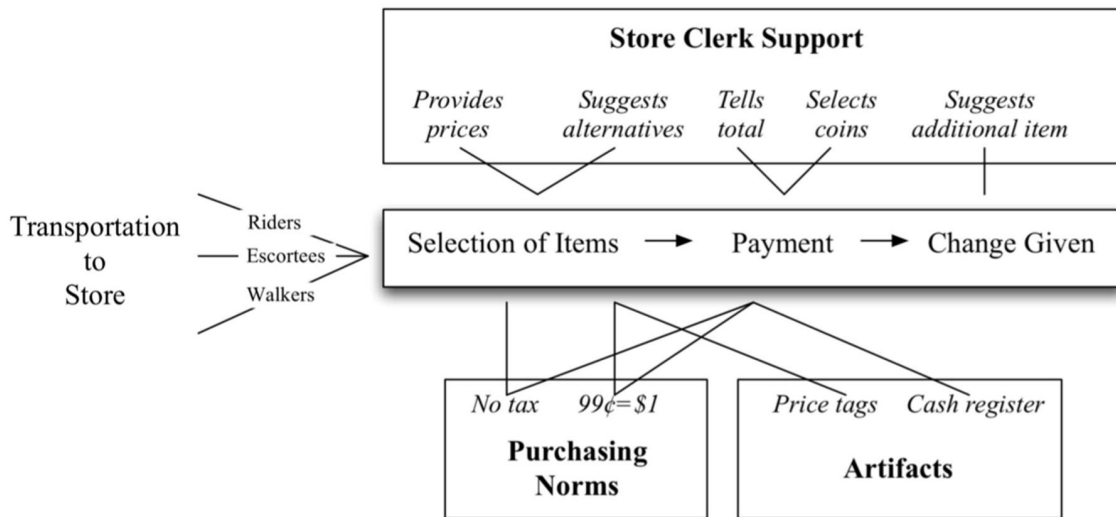 Store Clerk Support
Provides prices
Suggests alternatives
Tells total
Selects coins
Suggests additional item
Transportation
to
Store
Riders
Escortees
Walkers
Selection of Items
Payment
Change Given
No tax
99¢=$1
Purchasing
Norms
Price tags
Cash register
Artifacts